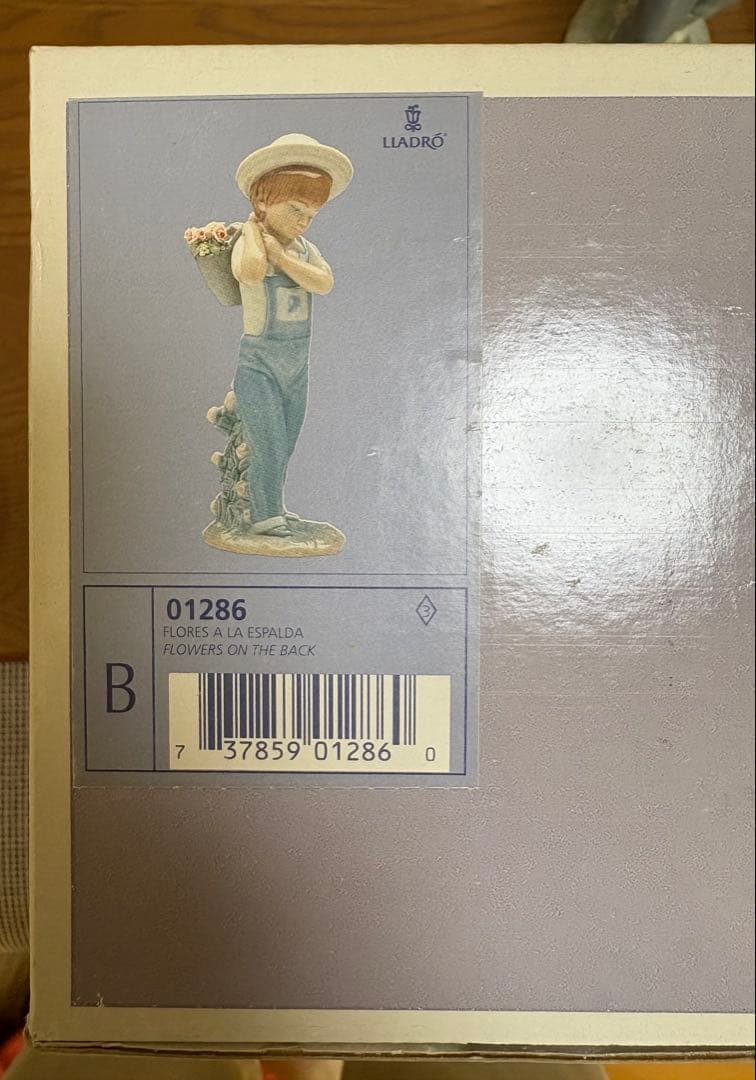 LLADRÓ®
01286
3
FLORES A LA ESPALDA
FLOWERS ON THE BACK
B
7 37859 01286 0